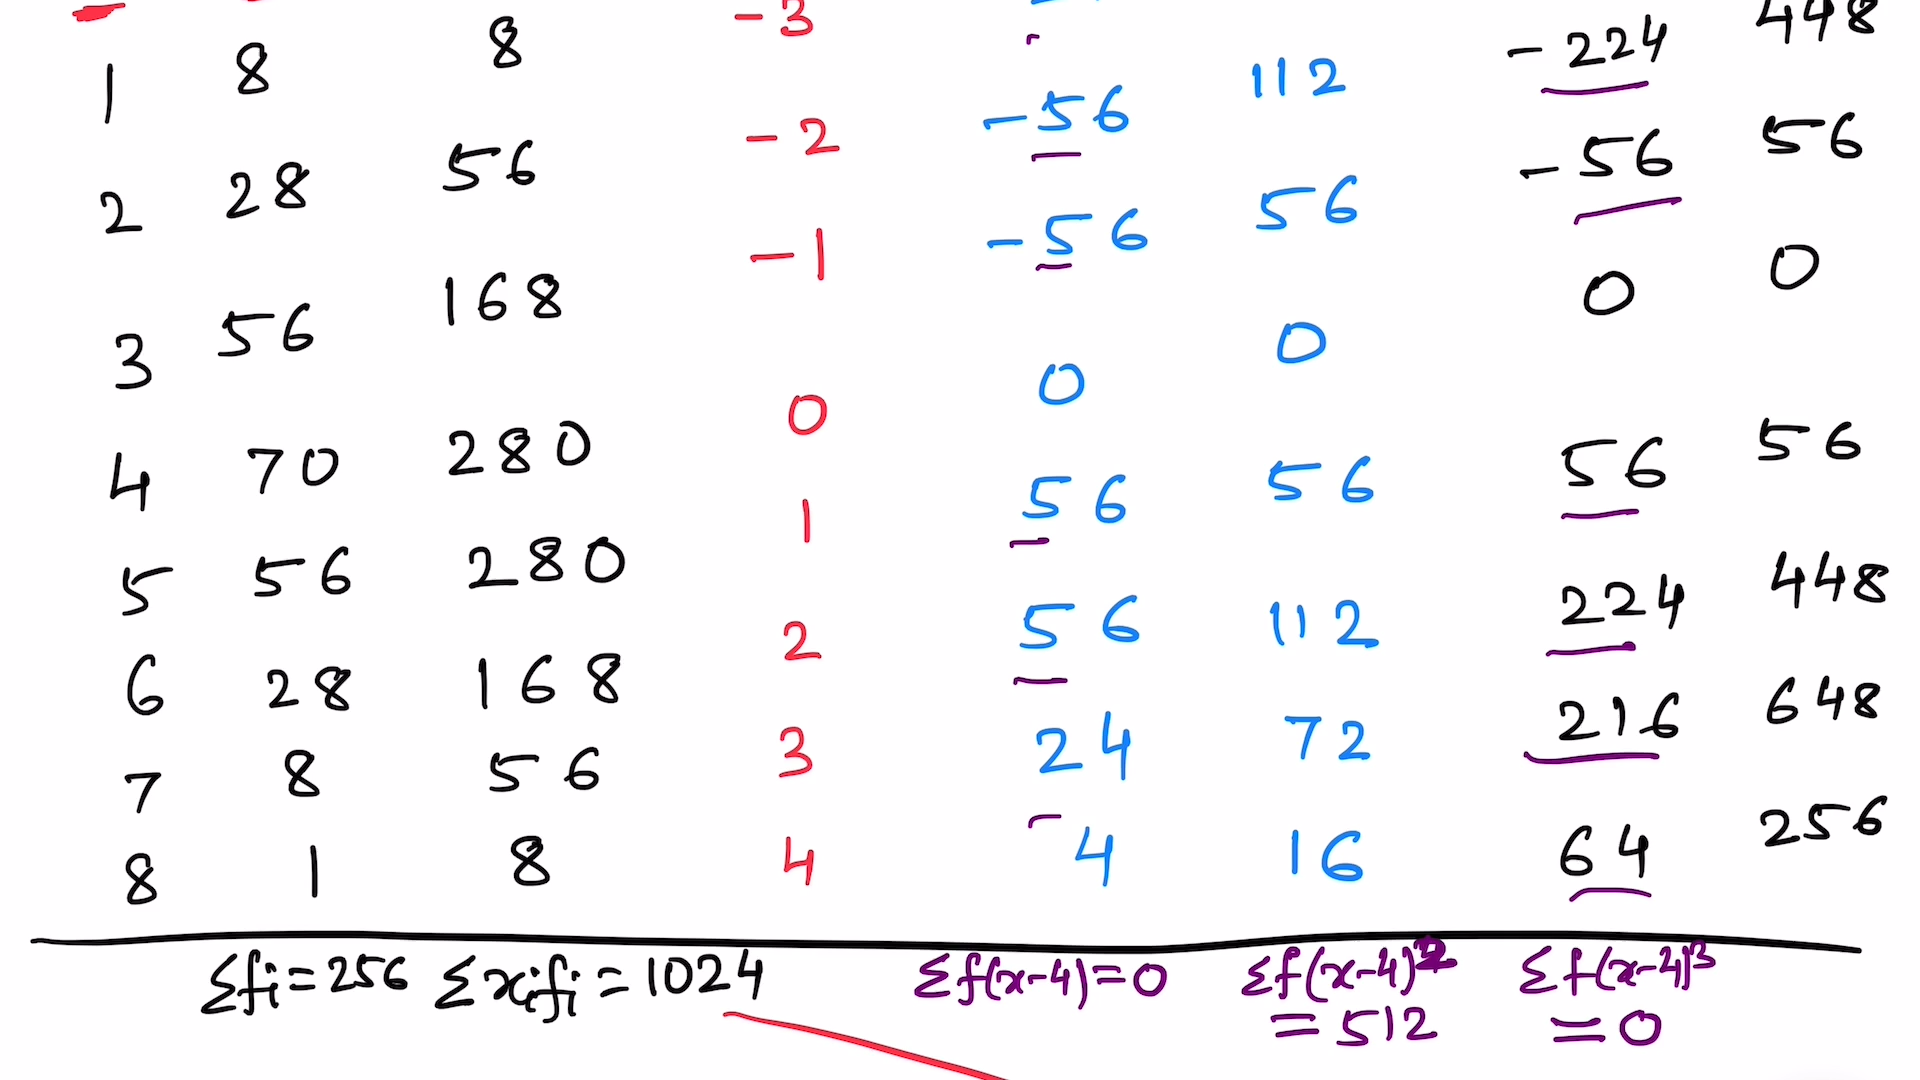 1 8 8 -3 -224 448
2 28 56 -2 -56 112 -56 56
3 56 168 -1 -56 56 0 0
4 70 280 0 0 0 56 56
5 56 280 1 56 56 224 448
6 28 168 2 56 112 216 648
7 8 56 3 24 72 64 256
8 1 8 4 4 16
Σfi=256 Σxifi=1024 Σf(x-4)=0 Σf(x-4)² =512 Σf(x-4)³ =0